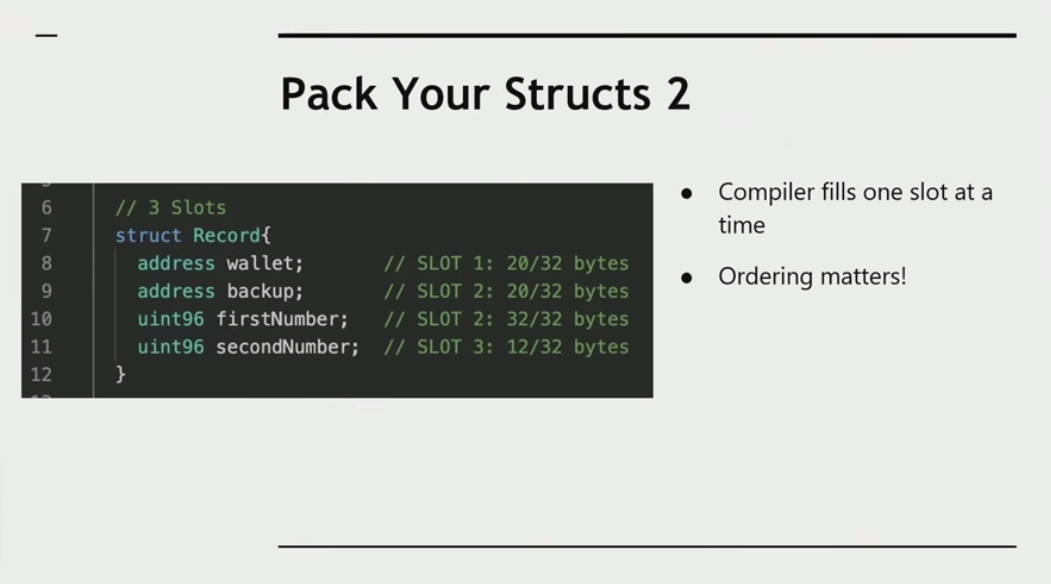 Pack Your Structs 2
6 // 3 Slots
7 struct Record{
8 address wallet; // SLOT 1: 20/32 bytes
9 address backup; // SLOT 2: 20/32 bytes
10 uint96 firstNumber; // SLOT 2: 32/32 bytes
11 uint96 secondNumber; // SLOT 3: 12/32 bytes
12 }
● Compiler fills one slot at a
time
● Ordering matters!